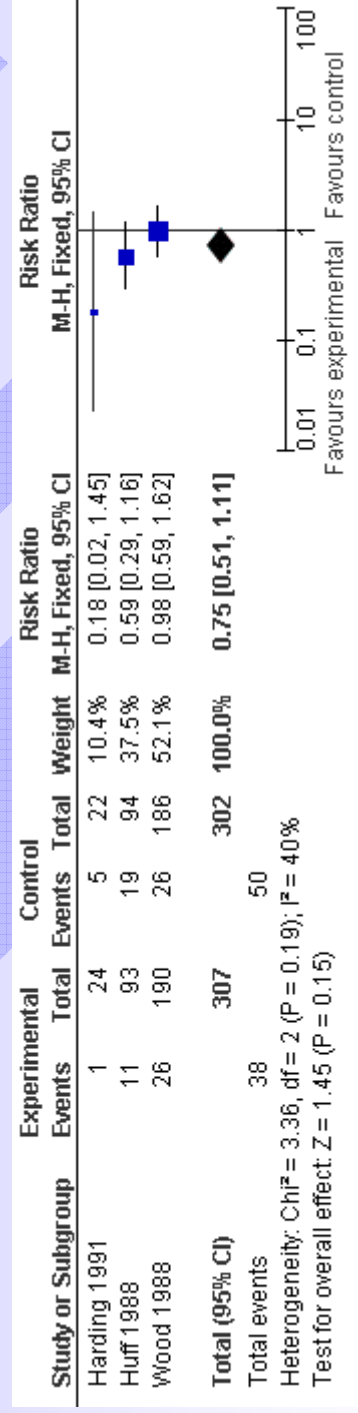 Experimental Control Risk Ratio Risk Ratio
Study or Subgroup Events Total Events Total Weight M-H, Fixed, 95% CI M-H, Fixed, 95% CI
Harding 1991 1 24 5 22 10.4% 0.18 [0.02, 1.45]
Huff 1988 11 93 19 94 37.5% 0.59 [0.29, 1.16]
Wood 1988 26 190 26 186 52.1% 0.98 [0.59, 1.62]
Total (95% CI) 307 302 100.0% 0.75 [0.51, 1.11]
Total events 38 50
Heterogeneity: Chi² = 3.36, df = 2 (P = 0.19); I² = 40%
Test for overall effect: Z = 1.45 (P = 0.15)
0.01 0.1 1 10 100
Favours experimental Favours control